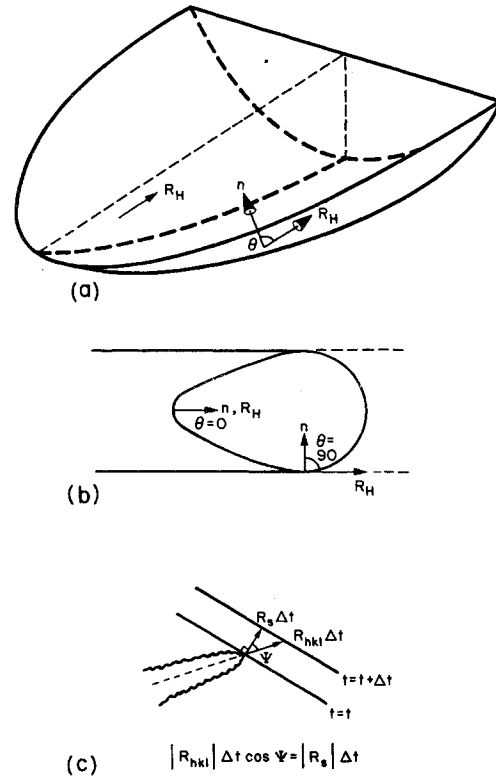 R_H
n
R_H
θ
(a)
n, R_H
θ=0
n
θ=
90
R_H
(b)
R_s Δt
R_hkl Δt
Ψ
t=t+Δt
t=t
(c)
|R_hkl| Δt cos Ψ = |R_s| Δt